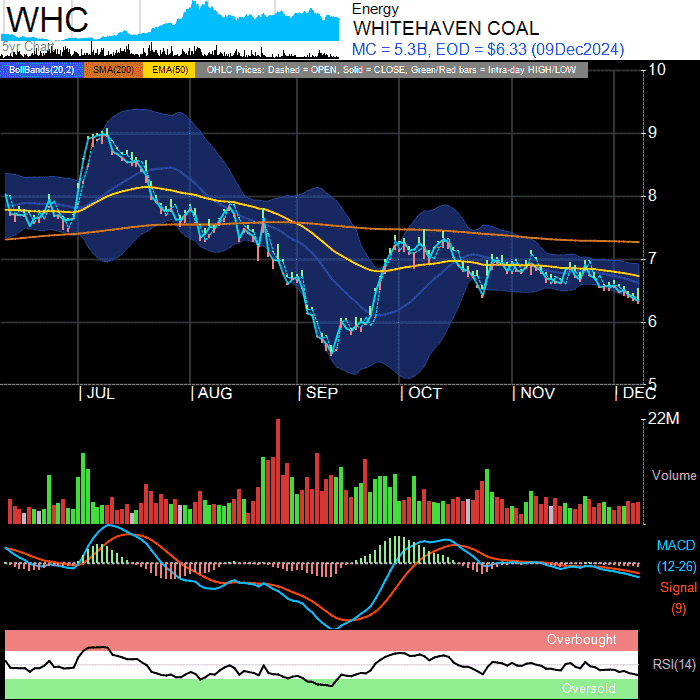 WHC
5yr Chart
Energy
WHITEHAVEN COAL
MC = 5.3B, EOD = $6.33 (09Dec2024)
BollBands(20,2) SMA(200) EMA(50) OHLC Prices: Dashed = OPEN, Solid = CLOSE, Green/Red bars = Intra-day HIGH/LOW
10
9
8
7
6
5
JUL AUG SEP OCT NOV DEC
22M
Volume
MACD
(12-26)
Signal
(9)
Overbought
RSI(14)
Oversold